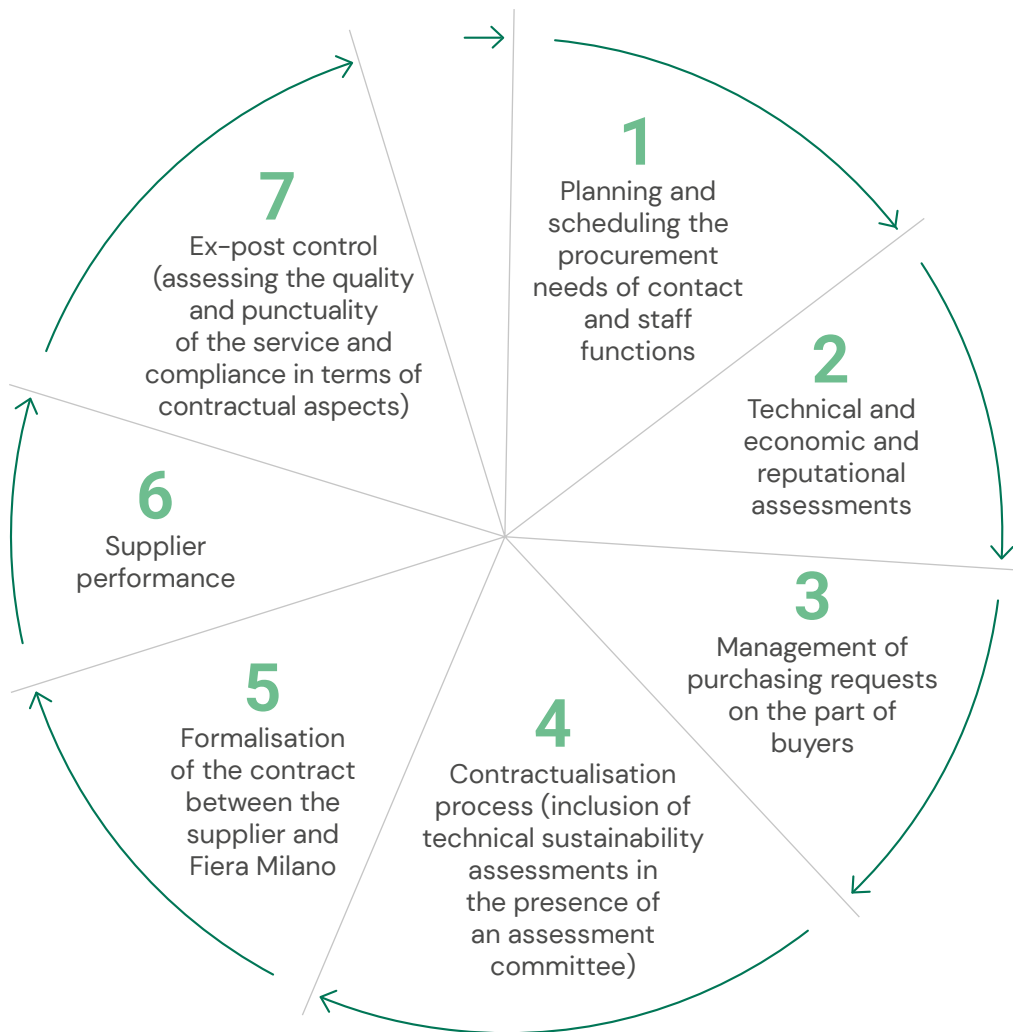 1
Planning and
scheduling the
procurement
needs of contact
and staff
functions
2
Technical and
economic and
reputational
assessments
3
Management of
purchasing requests
on the part of
buyers
4
Contractualisation
process (inclusion of
technical sustainability
assessments in
the presence of
an assessment
committee)
5
Formalisation
of the contract
between the
supplier and
Fiera Milano
6
Supplier
performance
7
Ex-post control
(assessing the quality
and punctuality
of the service and
compliance in terms of
contractual aspects)